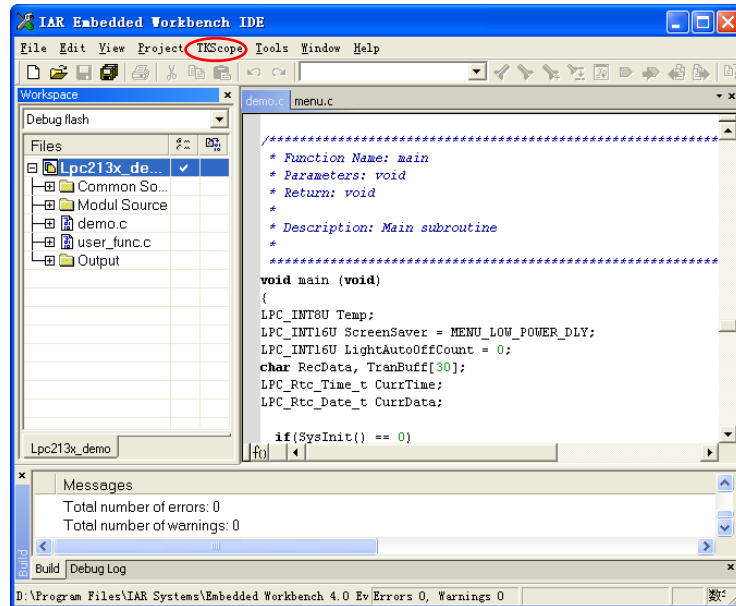 IAR Embedded Workbench IDE
File Edit View Project TKScope Tools Window Help
Workspace
Debug flash
Files
Lpc213x_de...
Common So...
Modul Source
demo.c
user_func.c
Output
Lpc213x_demo
demo.c menu.c
/************************************************************
* Function Name: main
* Parameters: void
* Return: void
*
* Description: Main subroutine
*
************************************************************
void main (void)
{
LPC_INT8U Temp;
LPC_INT16U ScreenSaver = MENU_LOW_POWER_DLY;
LPC_INT16U LightAutoOffCount = 0;
char RecData, TranBuff[30];
LPC_Rtc_Time_t CurrTime;
LPC_Rtc_Date_t CurrData;
if(SysInit() == 0)
f()
Messages
Total number of errors: 0
Total number of warnings: 0
Build
Build Debug Log
D:\Program Files\IAR Systems\Embedded Workbench 4.0 Ev Errors 0, Warnings 0